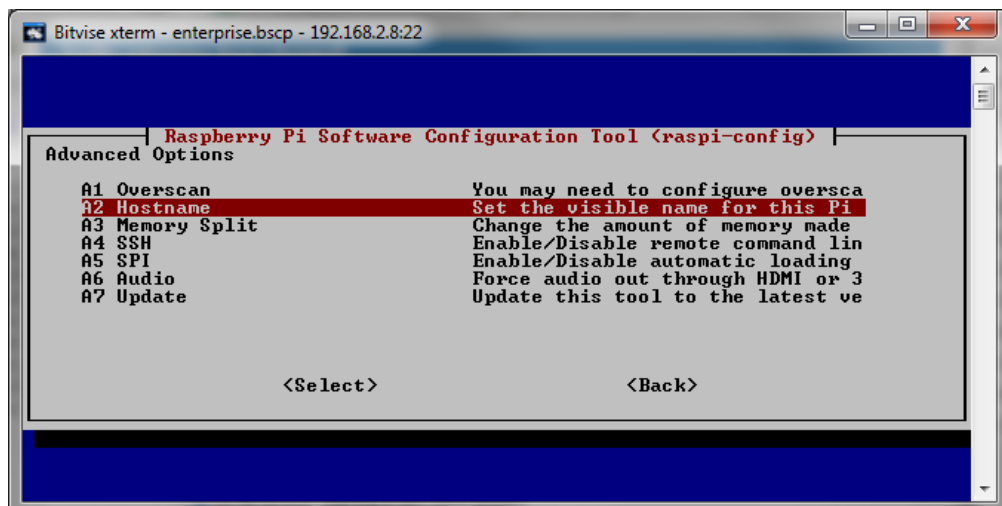 Bitvise xterm - enterprise.bscp - 192.168.2.8:22
Raspberry Pi Software Configuration Tool (raspi-config)
Advanced Options
A1 Overscan You may need to configure oversca
A2 Hostname Set the visible name for this Pi
A3 Memory Split Change the amount of memory made
A4 SSH Enable/Disable remote command lin
A5 SPI Enable/Disable automatic loading
A6 Audio Force audio out through HDMI or 3
A7 Update Update this tool to the latest ve
<Select> <Back>